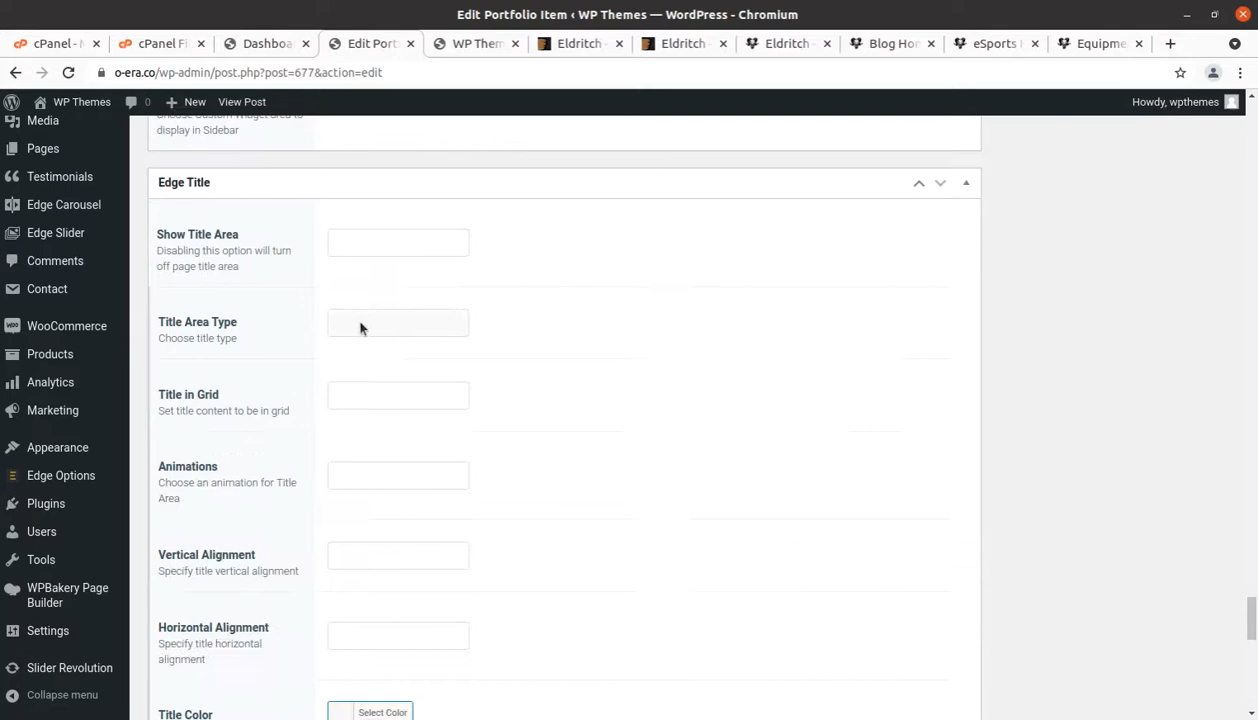 Edit Portfolio Item ‹ WP Themes — WordPress - Chromium
cPanel - M
cPanel Fi
Dashboa
Edit Port
WP Them
Eldritch -
Eldritch -
Eldritch -
Blog Hom
eSports H
Equipme
o-era.co/wp-admin/post.php?post=677&action=edit
WP Themes
0
New
View Post
Howdy, wpthemes
Media
Pages
Testimonials
Edge Carousel
Edge Slider
Comments
Contact
WooCommerce
Products
Analytics
Marketing
Appearance
Edge Options
Plugins
Users
Tools
WPBakery Page
Builder
Settings
Slider Revolution
Collapse menu
Choose Custom Widget area to
display in Sidebar
Edge Title
Show Title Area
Disabling this option will turn
off page title area
Title Area Type
Choose title type
Title in Grid
Set title content to be in grid
Animations
Choose an animation for Title
Area
Vertical Alignment
Specify title vertical alignment
Horizontal Alignment
Specify title horizontal
alignment
Title Color
Select Color